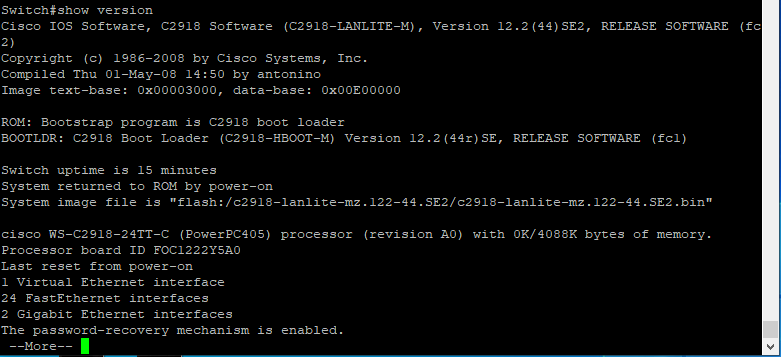 Switch#show version
Cisco IOS Software, C2918 Software (C2918-LANLITE-M), Version 12.2(44)SE2, RELEASE SOFTWARE (fc
2)
Copyright (c) 1986-2008 by Cisco Systems, Inc.
Compiled Thu 01-May-08 14:50 by antonino
Image text-base: 0x00003000, data-base: 0x00E00000
ROM: Bootstrap program is C2918 boot loader
BOOTLDR: C2918 Boot Loader (C2918-HBOOT-M) Version 12.2(44r)SE, RELEASE SOFTWARE (fc1)
Switch uptime is 15 minutes
System returned to ROM by power-on
System image file is "flash:/c2918-lanlite-mz.122-44.SE2/c2918-lanlite-mz.122-44.SE2.bin"
cisco WS-C2918-24TT-C (PowerPC405) processor (revision A0) with 0K/4088K bytes of memory.
Processor board ID FOC1222Y5A0
Last reset from power-on
1 Virtual Ethernet interface
24 FastEthernet interfaces
2 Gigabit Ethernet interfaces
The password-recovery mechanism is enabled.
--More--